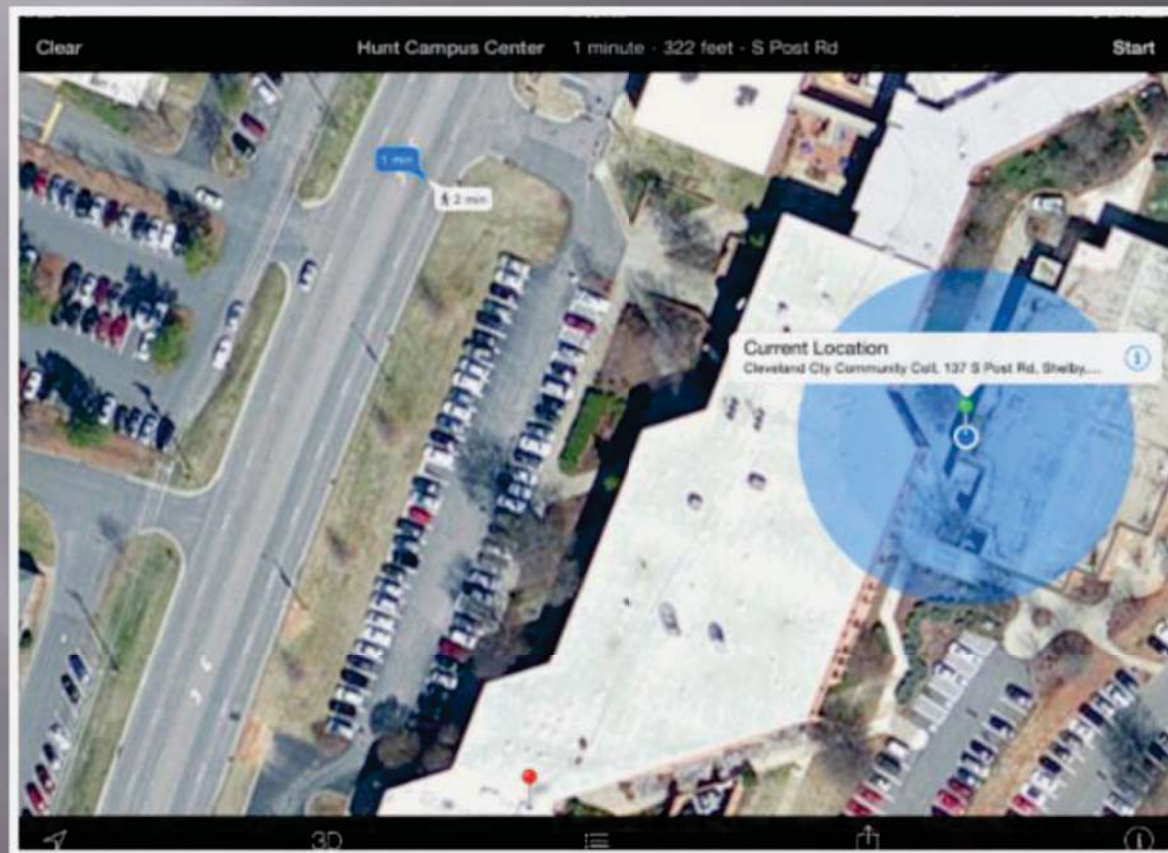 Clear
Hunt Campus Center 1 minute - 322 feet - S Post Rd
Start
1 min
2 min
Current Location
Cleveland Cty Community Coll, 137 S Post Rd, Shelby,...
3D